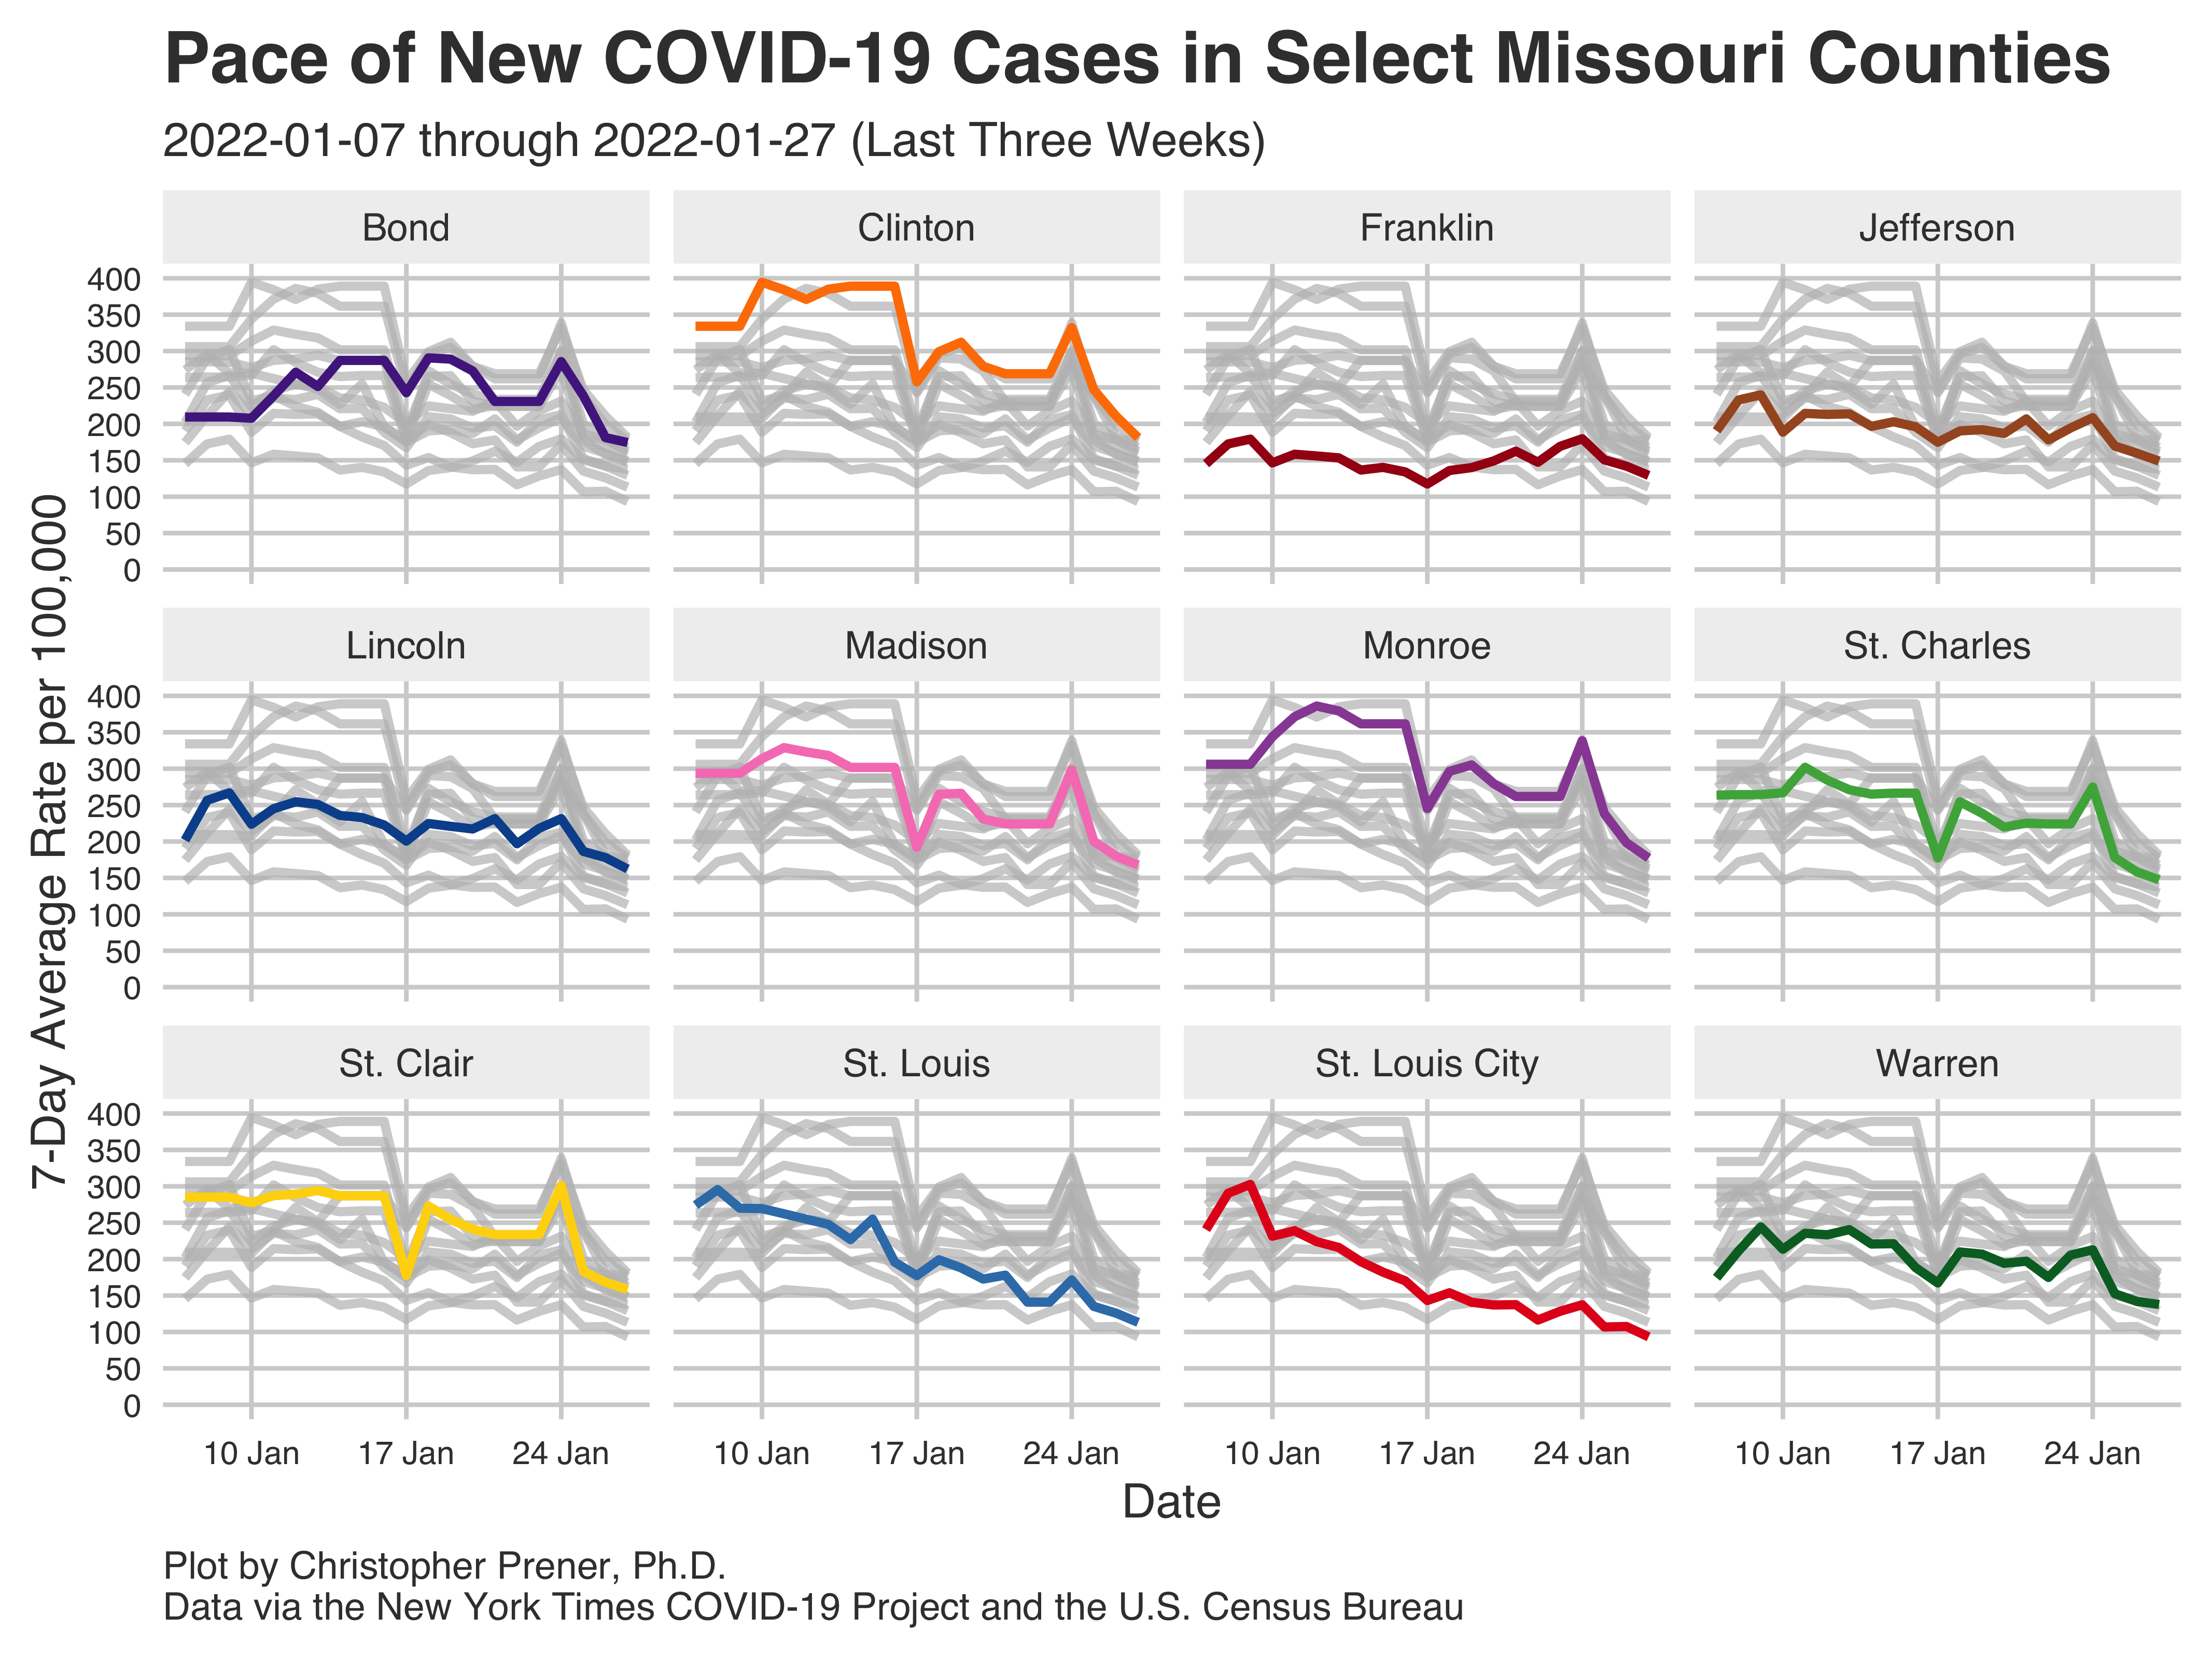 Pace of New COVID-19 Cases in Select Missouri Counties
2022-01-07 through 2022-01-27 (Last Three Weeks)
7-Day Average Rate per 100,000
Bond
Clinton
Franklin
Jefferson
400
350
300
250
200
150
100
50
0
Lincoln
Madison
Monroe
St. Charles
400
350
300
250
200
150
100
50
0
St. Clair
St. Louis
St. Louis City
Warren
400
350
300
250
200
150
100
50
0
10 Jan 17 Jan 24 Jan
10 Jan 17 Jan 24 Jan
10 Jan 17 Jan 24 Jan
10 Jan 17 Jan 24 Jan
Date
Plot by Christopher Prener, Ph.D.
Data via the New York Times COVID-19 Project and the U.S. Census Bureau